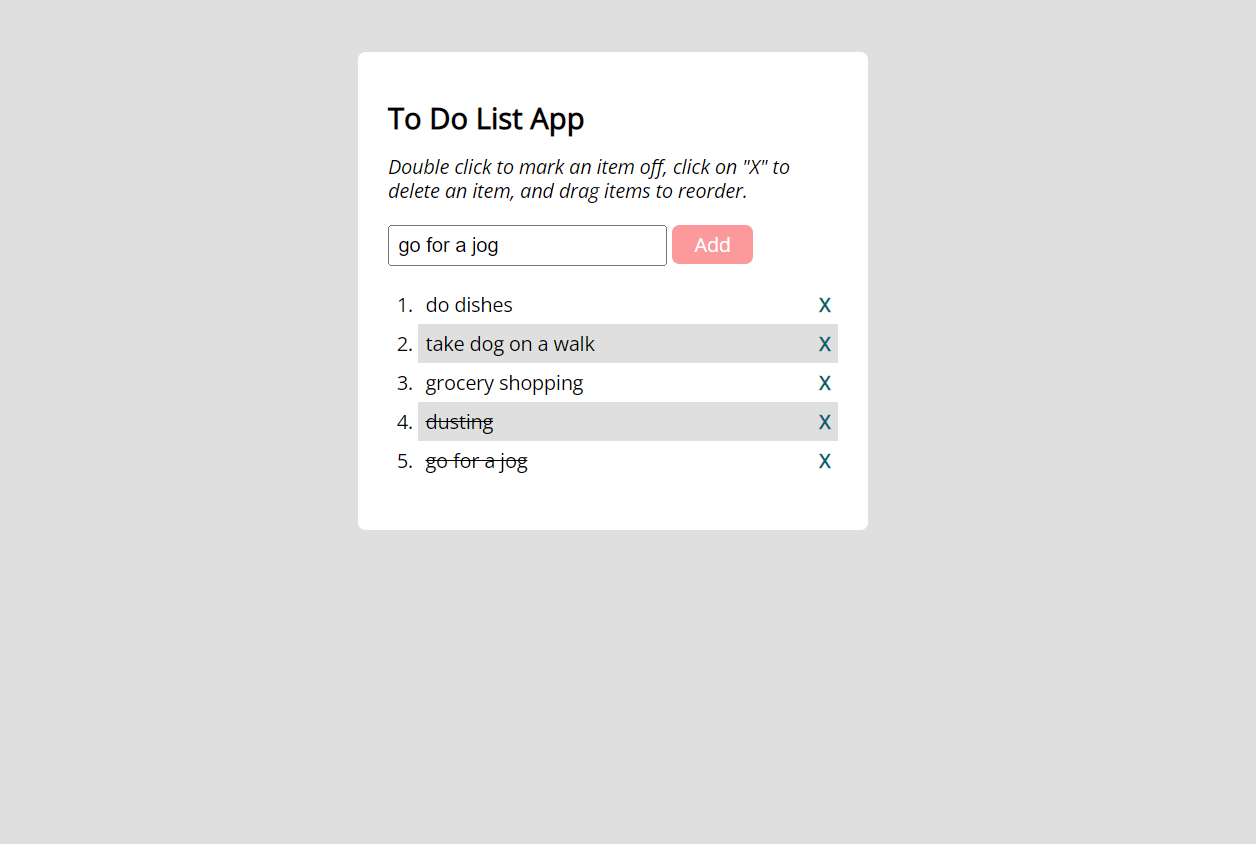 To Do List App
Double click to mark an item off, click on "X" to
delete an item, and drag items to reorder.
go for a jog Add
1. do dishes X
2. take dog on a walk X
3. grocery shopping X
4. dusting X
5. go for a jog X